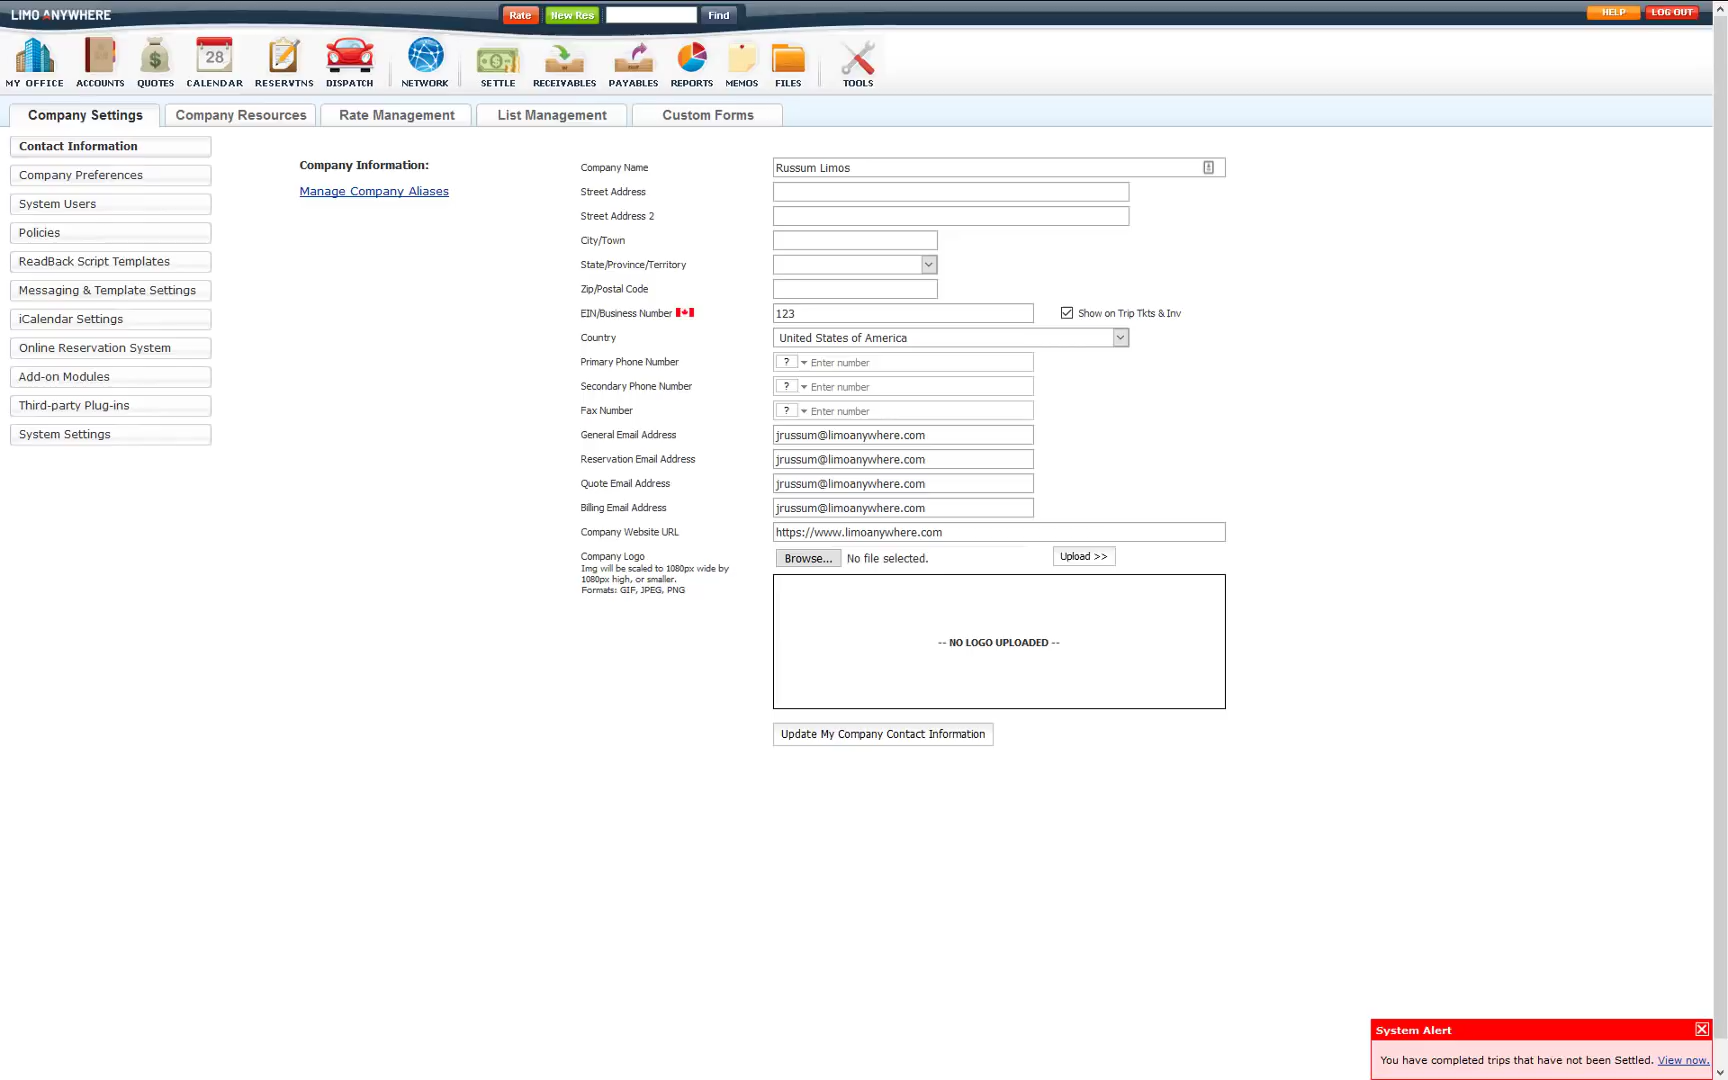 LIMO ANYWHERE
Rate New Res Find HELP LOG OUT
28
MY OFFICE ACCOUNTS QUOTES CALENDAR RESERVTNS DISPATCH NETWORK SETTLE RECEIVABLES PAYABLES REPORTS MEMOS FILES TOOLS
Company Settings Company Resources Rate Management List Management Custom Forms
Contact Information
Company Preferences
System Users
Policies
ReadBack Script Templates
Messaging & Template Settings
iCalendar Settings
Online Reservation System
Add-on Modules
Third-party Plug-ins
System Settings
Company Information:
Manage Company Aliases
Company Name Russum Limos
Street Address
Street Address 2
City/Town
State/Province/Territory
Zip/Postal Code
EIN/Business Number 123 Show on Trip Tkts & Inv
Country United States of America
Primary Phone Number ? Enter number
Secondary Phone Number ? Enter number
Fax Number ? Enter number
General Email Address jrussum@limoanywhere.com
Reservation Email Address jrussum@limoanywhere.com
Quote Email Address jrussum@limoanywhere.com
Billing Email Address jrussum@limoanywhere.com
Company Website URL https://www.limoanywhere.com
Company Logo Browse... No file selected. Upload >>
Img will be scaled to 1080px wide by
1080px high, or smaller.
Formats: GIF, JPEG, PNG
-- NO LOGO UPLOADED --
Update My Company Contact Information
System Alert
You have completed trips that have not been Settled. View now.